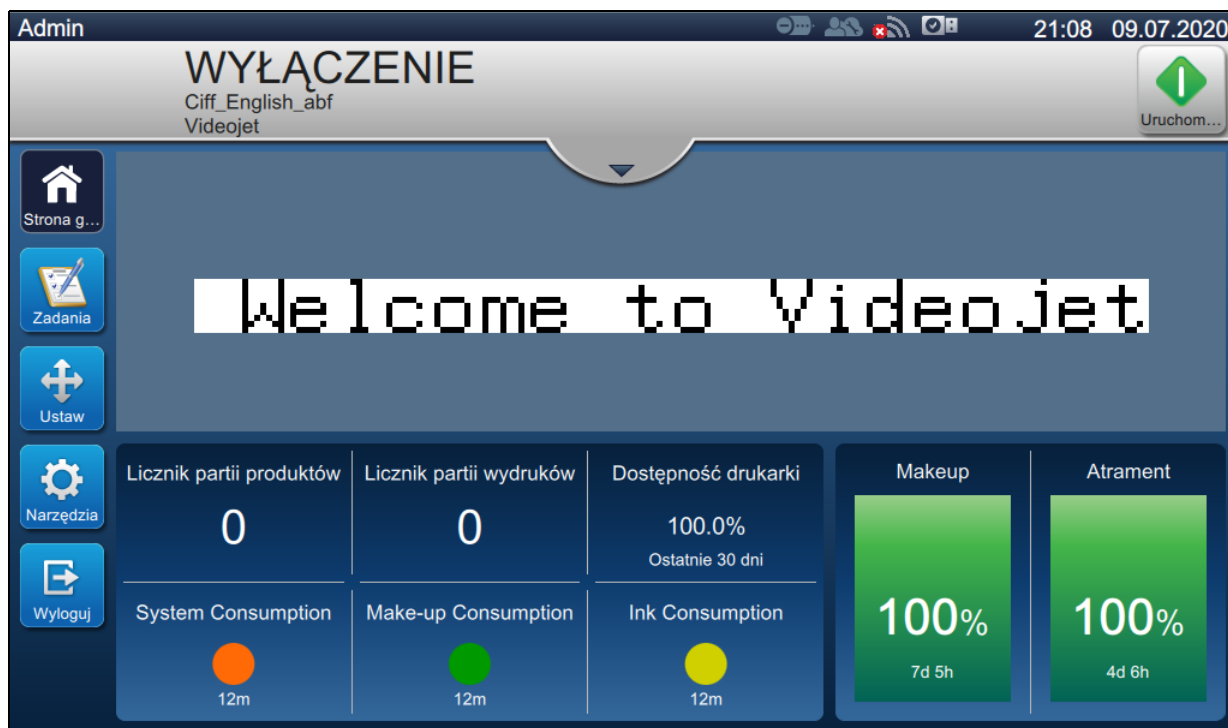 Admin
21:08 09.07.2020
WYŁĄCZENIE
Ciff_English_abf
Videojet
Uruchom...
Strona g...
Zadania
Ustaw
Narzędzia
Wyloguj
Welcome to Videojet
Licznik partii produktów
0
Licznik partii wydruków
0
Dostępność drukarki
100.0%
Ostatnie 30 dni
System Consumption
12m
Make-up Consumption
12m
Ink Consumption
12m
Makeup
100%
7d 5h
Atrament
100%
4d 6h